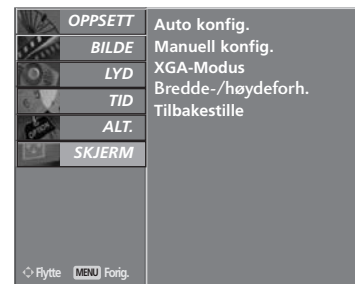 OPPSETT
BILDE
LYD
TID
ALT.
SKJERM
Auto konfig.
Manuell konfig.
XGA-Modus
Bredde-/høydeforh.
Tilbakestille
Flytte MENU Forig.